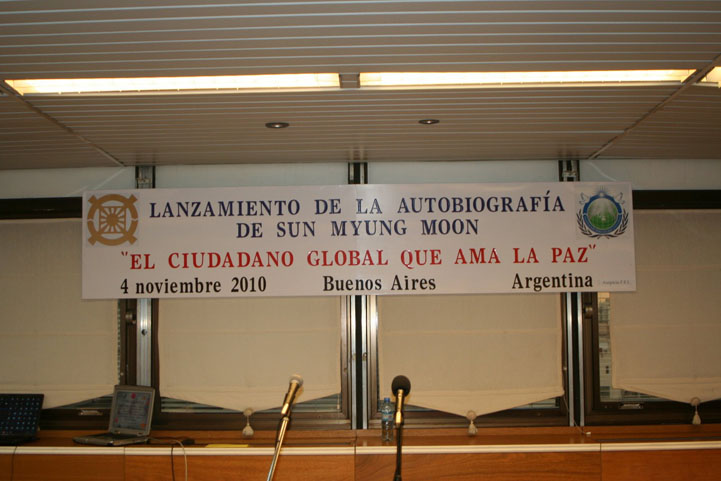 LANZAMIENTO DE LA AUTOBIOGRAFÍA
DE SUN MYUNG MOON
"EL CIUDADANO GLOBAL QUE AMA LA PAZ"
4 noviembre 2010 Buenos Aires Argentina